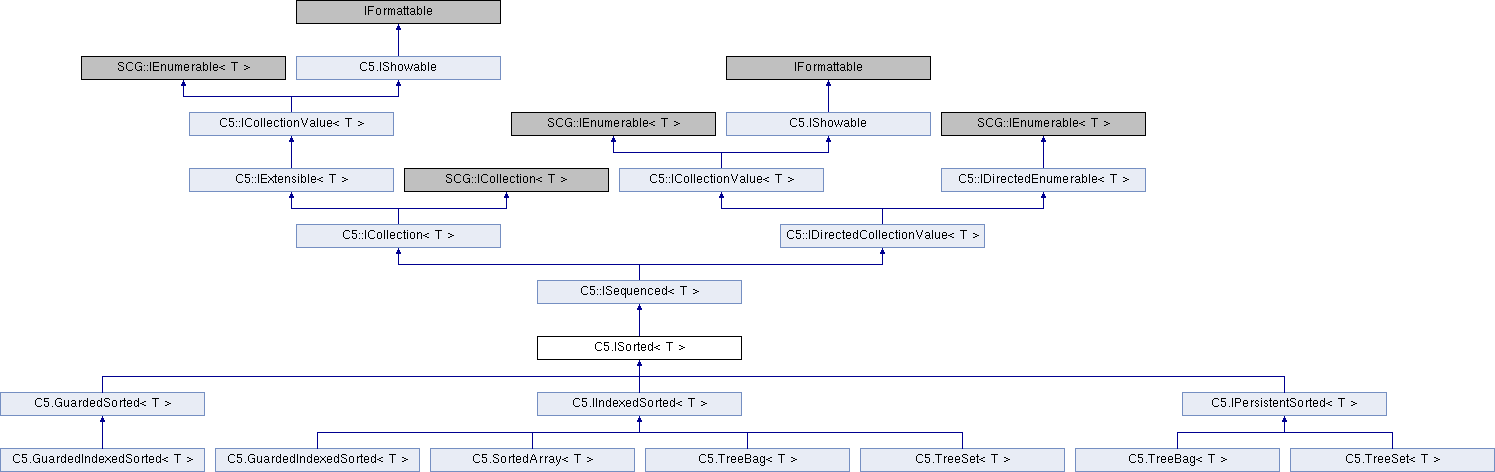 IFormattable
SCG::IEnumerable< T >
C5.IShowable
IFormattable
C5::ICollectionValue< T >
SCG::IEnumerable< T >
C5.IShowable
SCG::IEnumerable< T >
C5::IExtensible< T >
SCG::ICollection< T >
C5::ICollectionValue< T >
C5::IDirectedEnumerable< T >
C5::ICollection< T >
C5::IDirectedCollectionValue< T >
C5::ISequenced< T >
C5.ISorted< T >
C5.GuardedSorted< T >
C5.IIndexedSorted< T >
C5.IPersistentSorted< T >
C5.GuardedIndexedSorted< T >
C5.GuardedIndexedSorted< T >
C5.SortedArray< T >
C5.TreeBag< T >
C5.TreeSet< T >
C5.TreeBag< T >
C5.TreeSet< T >